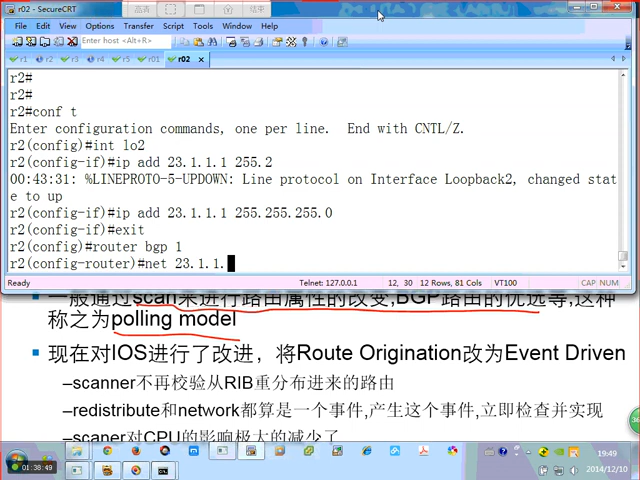 r02 - SecureCRT
File Edit View Options Transfer Script Tools Window Help
Enter host <Alt+R>
r1 r2 r3 r4 r5 r01 r02
r2#
r2#
r2#conf t
Enter configuration commands, one per line. End with CNTL/Z.
r2(config)#int lo2
r2(config-if)#ip add 23.1.1.1 255.2
00:43:31: %LINEPROTO-5-UPDOWN: Line protocol on Interface Loopback2, changed stat
e to up
r2(config-if)#ip add 23.1.1.1 255.255.255.0
r2(config-if)#exit
r2(config)#router bgp 1
r2(config-router)#net 23.1.1.
Ready Telnet: 127.0.0.1 12, 30 12 Rows, 81 Cols VT100 CAP NUM
一般通过scan来进行路由属性的改变,BGP路由的优选等,这种
称之为polling model
现在对IOS进行了改进，将Route Origination改为Event Driven
–scanner不再校验从RIB重分布进来的路由
–redistribute和network都算是一个事件,产生这个事件,立即检查并实现
–scaner对CPU的影响极大的减少了
01:38:49
19:49
2014/12/10